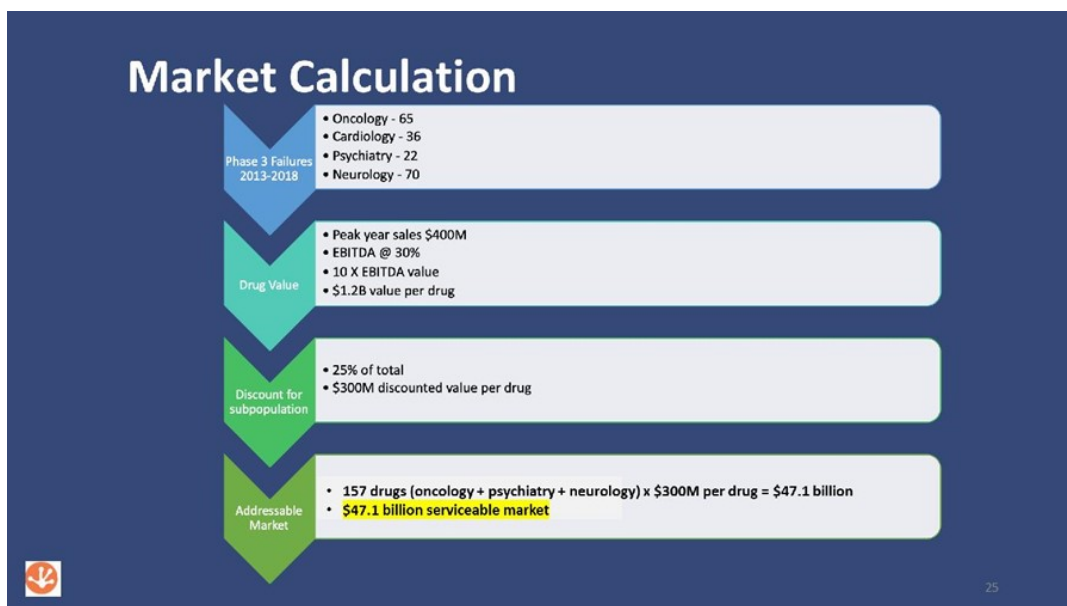 Market Calculation
Phase 3 Failures
2013-2018
• Oncology - 65
• Cardiology - 36
• Psychiatry - 22
• Neurology - 70
Drug Value
• Peak year sales $400M
• EBITDA @ 30%
• 10 X EBITDA value
• $1.2B value per drug
Discount for
subpopulation
• 25% of total
• $300M discounted value per drug
Addressable
Market
• 157 drugs (oncology + psychiatry + neurology) x $300M per drug = $47.1 billion
• $47.1 billion serviceable market
25